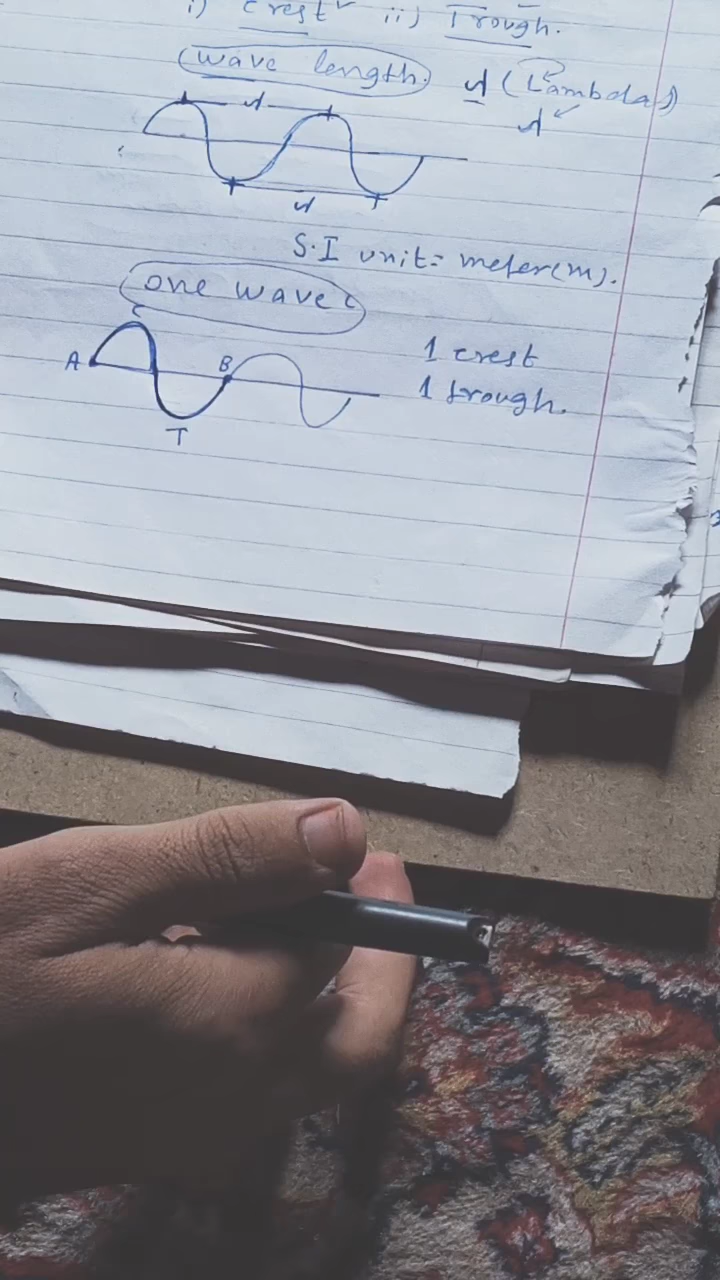 i) Crest ii) Trough.
wave length. λ (Lambda)
λ
λ
λ
S.I unit= meter(m).
one wave
C
A B 1 crest
1 trough.
T